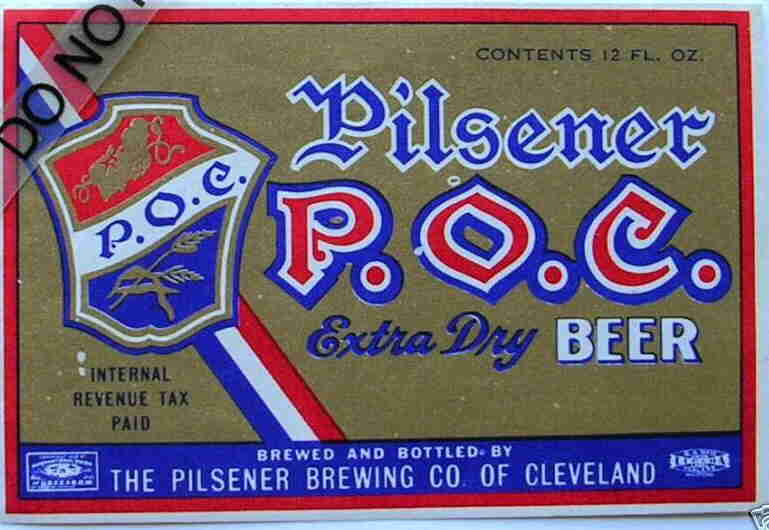 DO NO
CONTENTS 12 FL. OZ.
Pilsener
P.O.C.
P.O.C.
Extra Dry BEER
INTERNAL
REVENUE TAX
PAID
BREWED AND BOTTLED BY
THE PILSENER BREWING CO. OF CLEVELAND